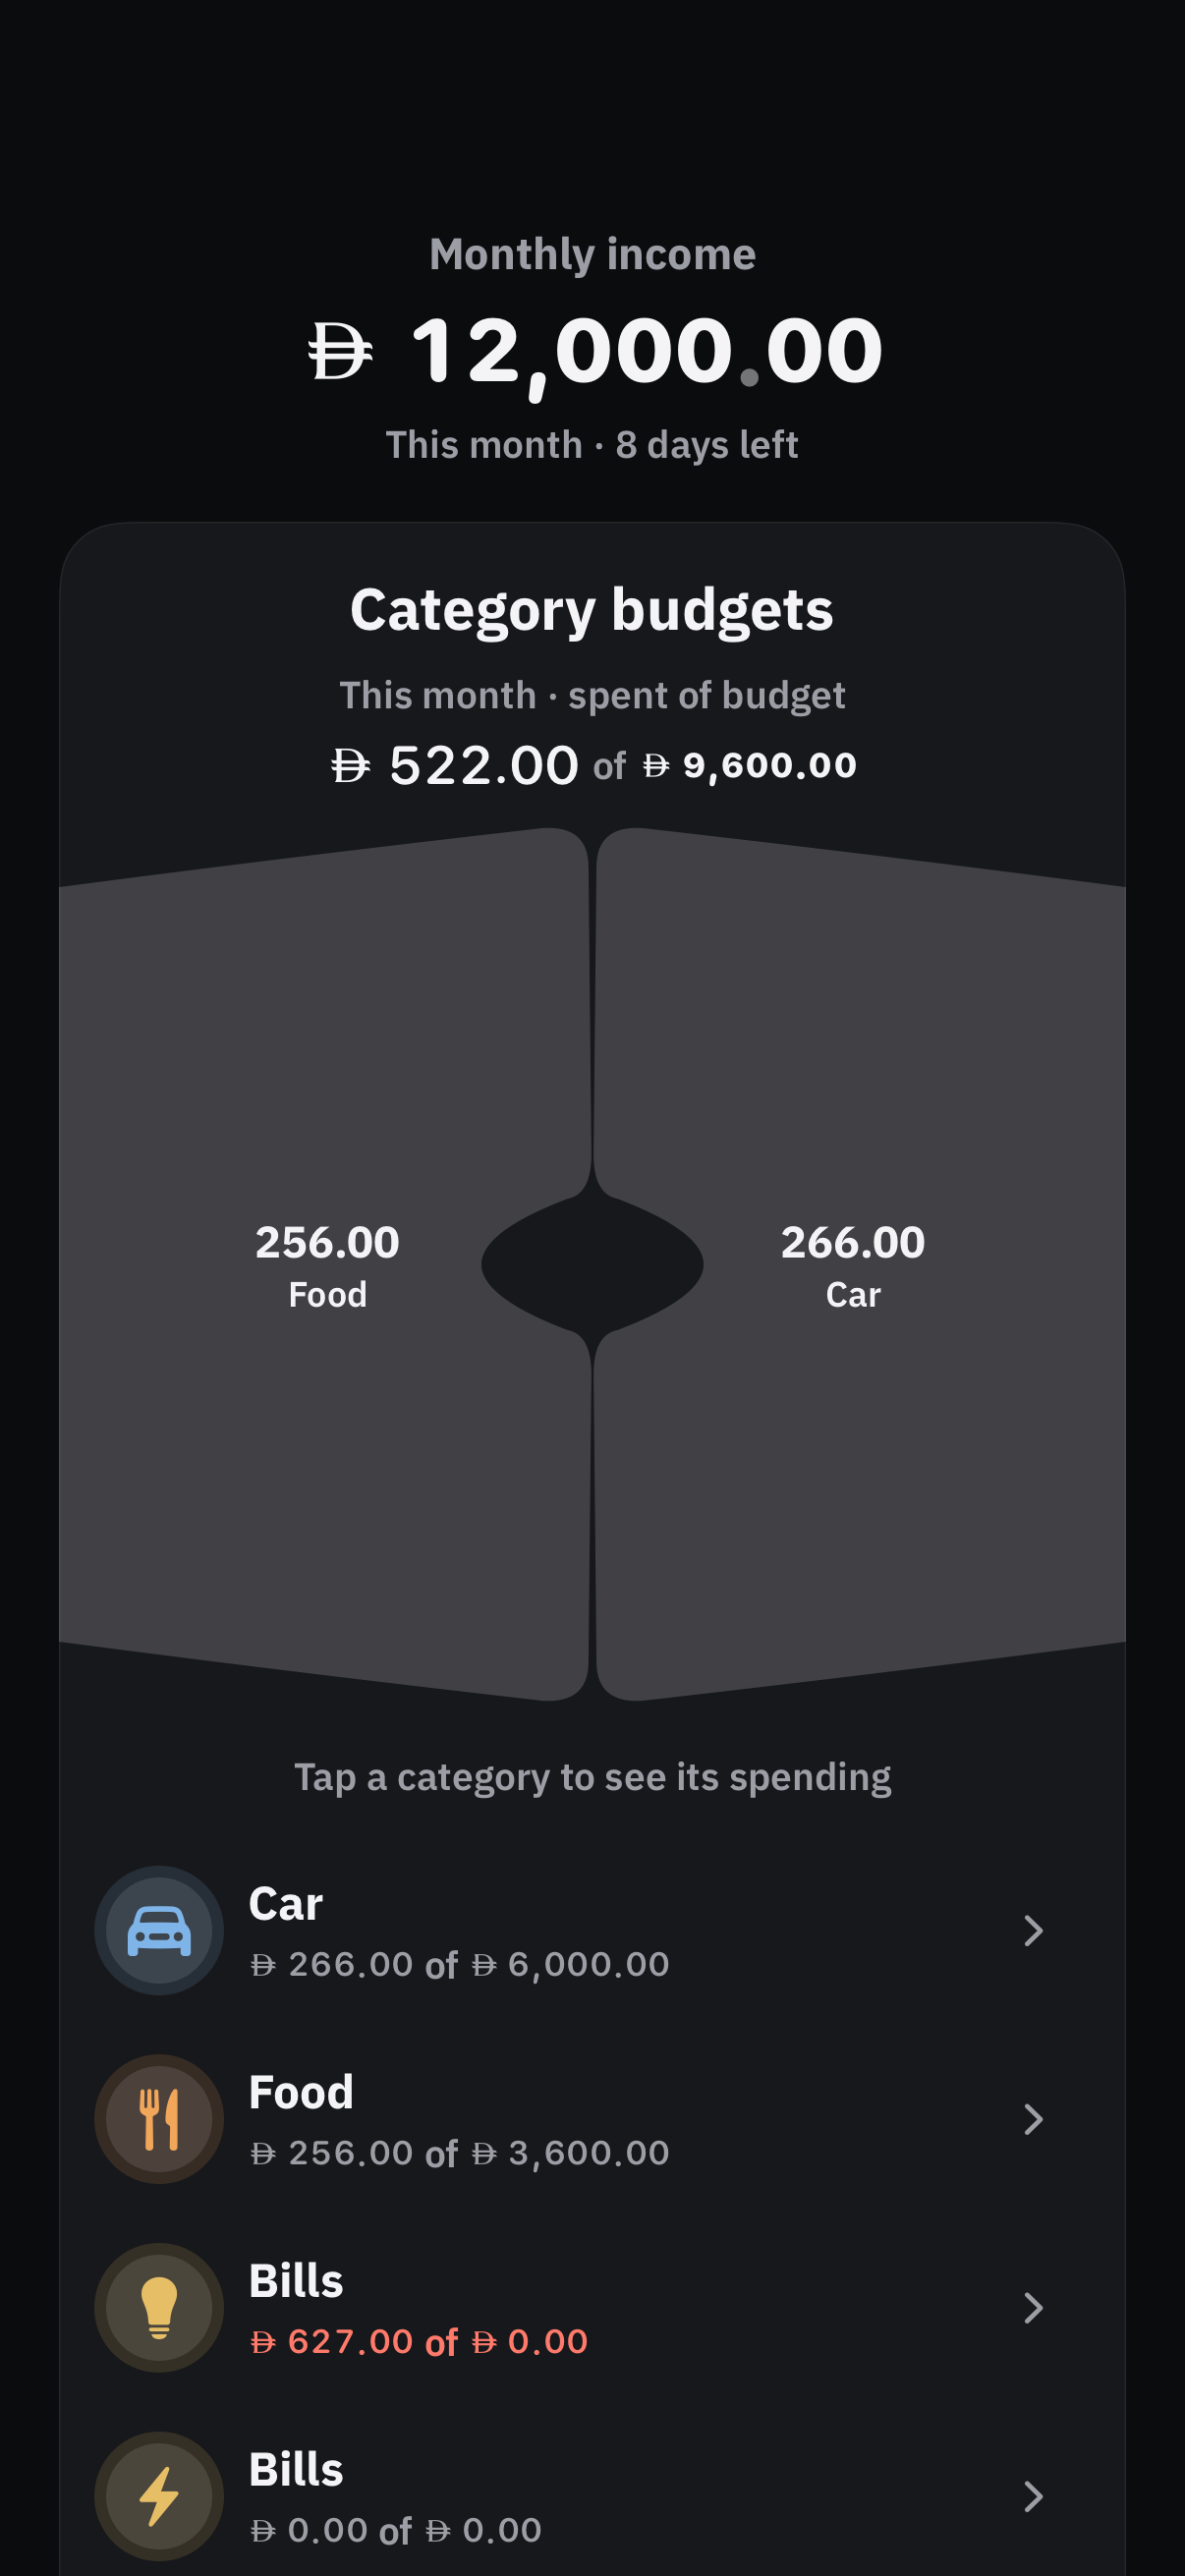 Monthly income
 12,000.00
This month · 8 days left
Category budgets
This month · spent of budget
 522.00 of  9,600.00
256.00
Food
266.00
Car
Tap a category to see its spending
Car
 266.00 of  6,000.00
Food
 256.00 of  3,600.00
Bills
 627.00 of  0.00
Bills
 0.00 of  0.00